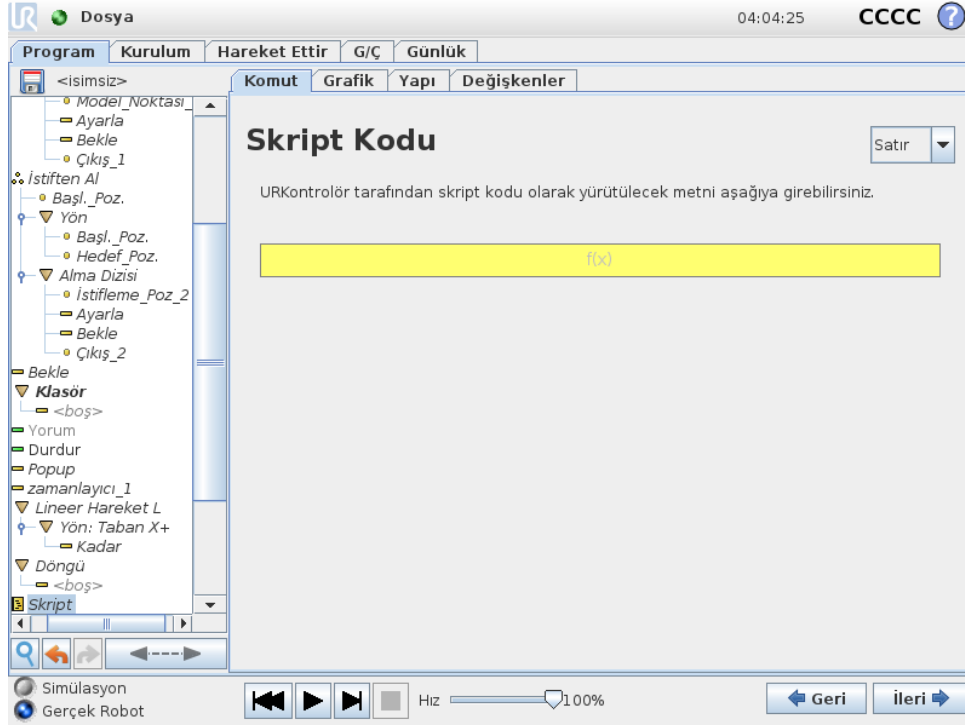 Dosya
04:04:25
CCCC
?
Program Kurulum Hareket Ettir G/Ç Günlük
<isimsiz>
Komut Grafik Yapı Değişkenler
Model_Noktası_
Ayarla
Bekle
Çıkış_1
İstiften Al
Başl._Poz.
Yön
Başl._Poz.
Hedef_Poz.
Alma Dizisi
İstifleme_Poz_2
Ayarla
Bekle
Çıkış_2
Bekle
Klasör
<boş>
Yorum
Durdur
Popup
zamanlayıcı_1
Lineer Hareket L
Yön: Taban X+
Kadar
Döngü
<boş>
Skript
Skript Kodu
Satır
URKontrolör tarafından skript kodu olarak yürütülecek metni aşağıya girebilirsiniz.
f(x)
Simülasyon
Gerçek Robot
Hız 100%
Geri
İleri